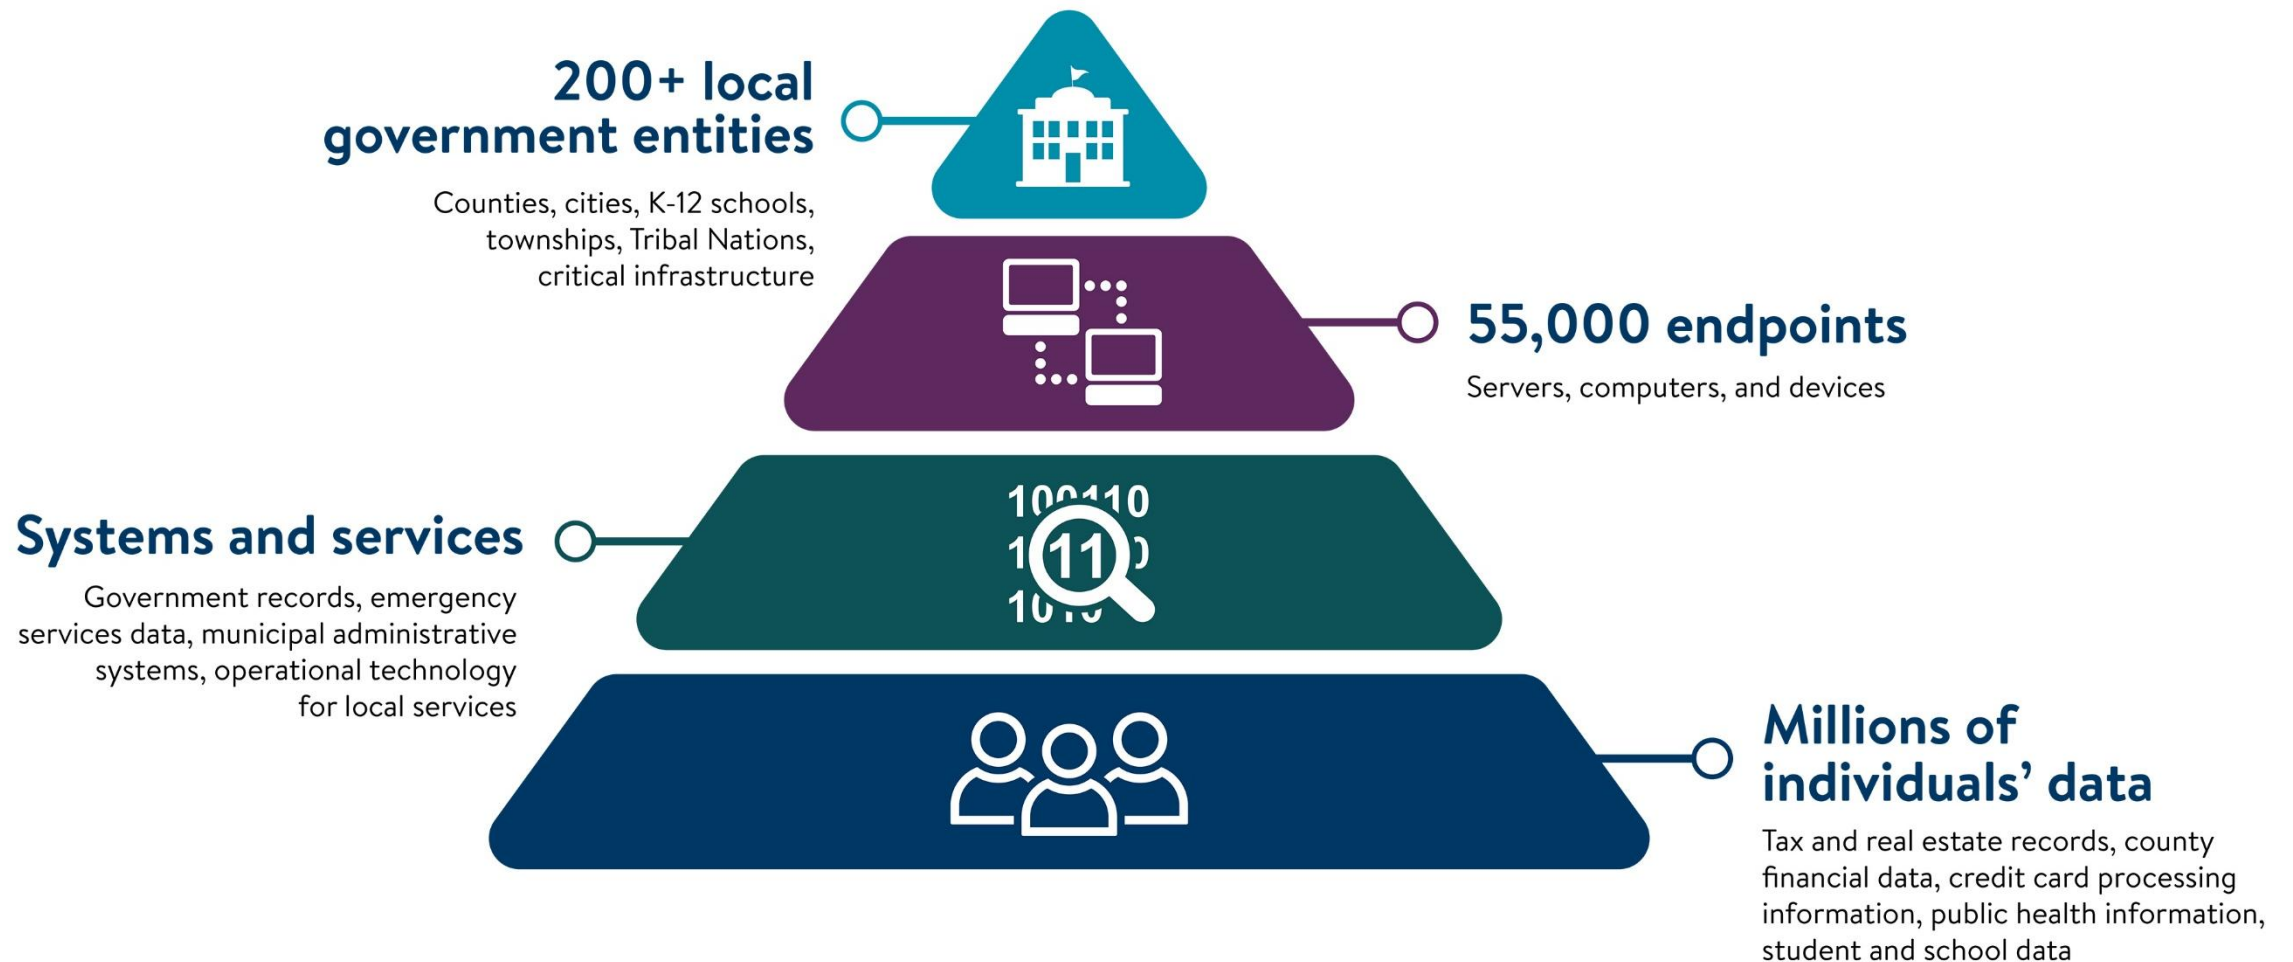 200+ local
government entities
Counties, cities, K-12 schools,
townships, Tribal Nations,
critical infrastructure
55,000 endpoints
Servers, computers, and devices
100110
11
Systems and services
Government records, emergency
services data, municipal administrative
systems, operational technology
for local services
Millions of
individuals’ data
Tax and real estate records, county
financial data, credit card processing
information, public health information,
student and school data